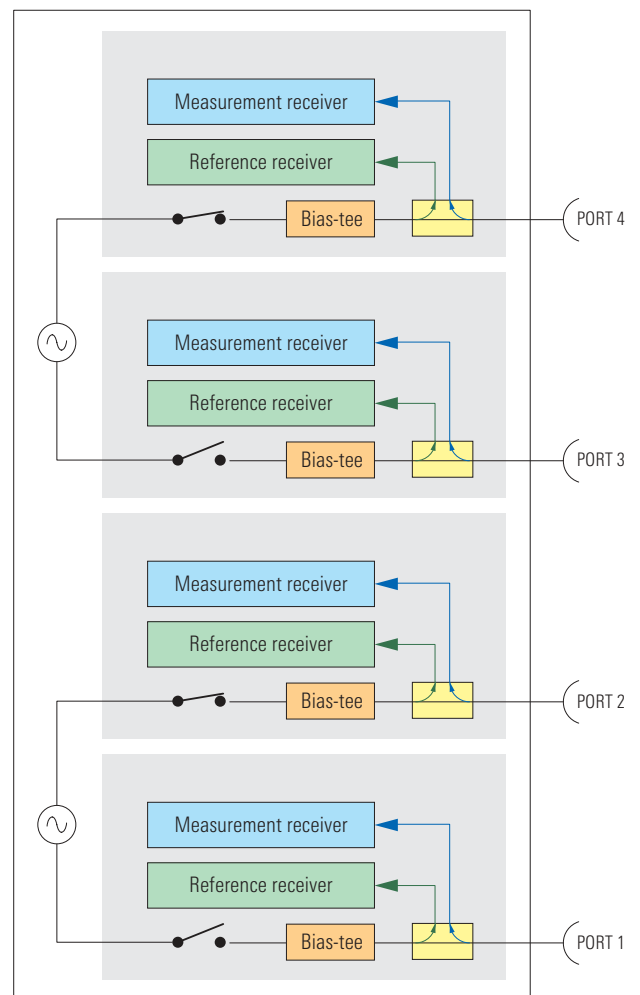 Measurement receiver
Reference receiver
Bias-tee
PORT 4
Measurement receiver
Reference receiver
Bias-tee
PORT 3
Measurement receiver
Reference receiver
Bias-tee
PORT 2
Measurement receiver
Reference receiver
Bias-tee
PORT 1